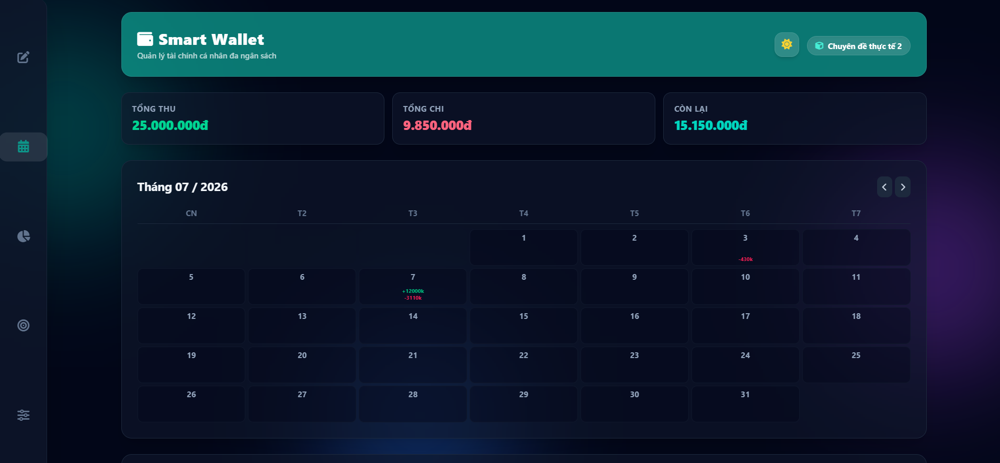 Smart Wallet
Quản lý tài chính cá nhân đa ngân sách
Chuyên đề thực tế 2
TỔNG THU
25.000.000đ
TỔNG CHI
9.850.000đ
CÒN LẠI
15.150.000đ
Tháng 07 / 2026
CN T2 T3 T4 T5 T6 T7
1 2 3 4
-430k
5 6 7 8 9 10 11
+12000k
-3110k
12 13 14 15 16 17 18
19 20 21 22 23 24 25
26 27 28 29 30 31